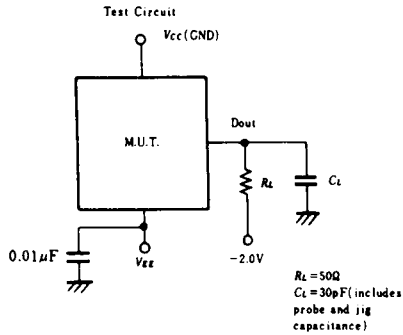 Test Circuit
Vcc(GND)
M.U.T.
Dout
RL
CL
0.01μF
VEE
-2.0V
RL=50Ω
CL=30pF(includes
probe and jig
capacitance)